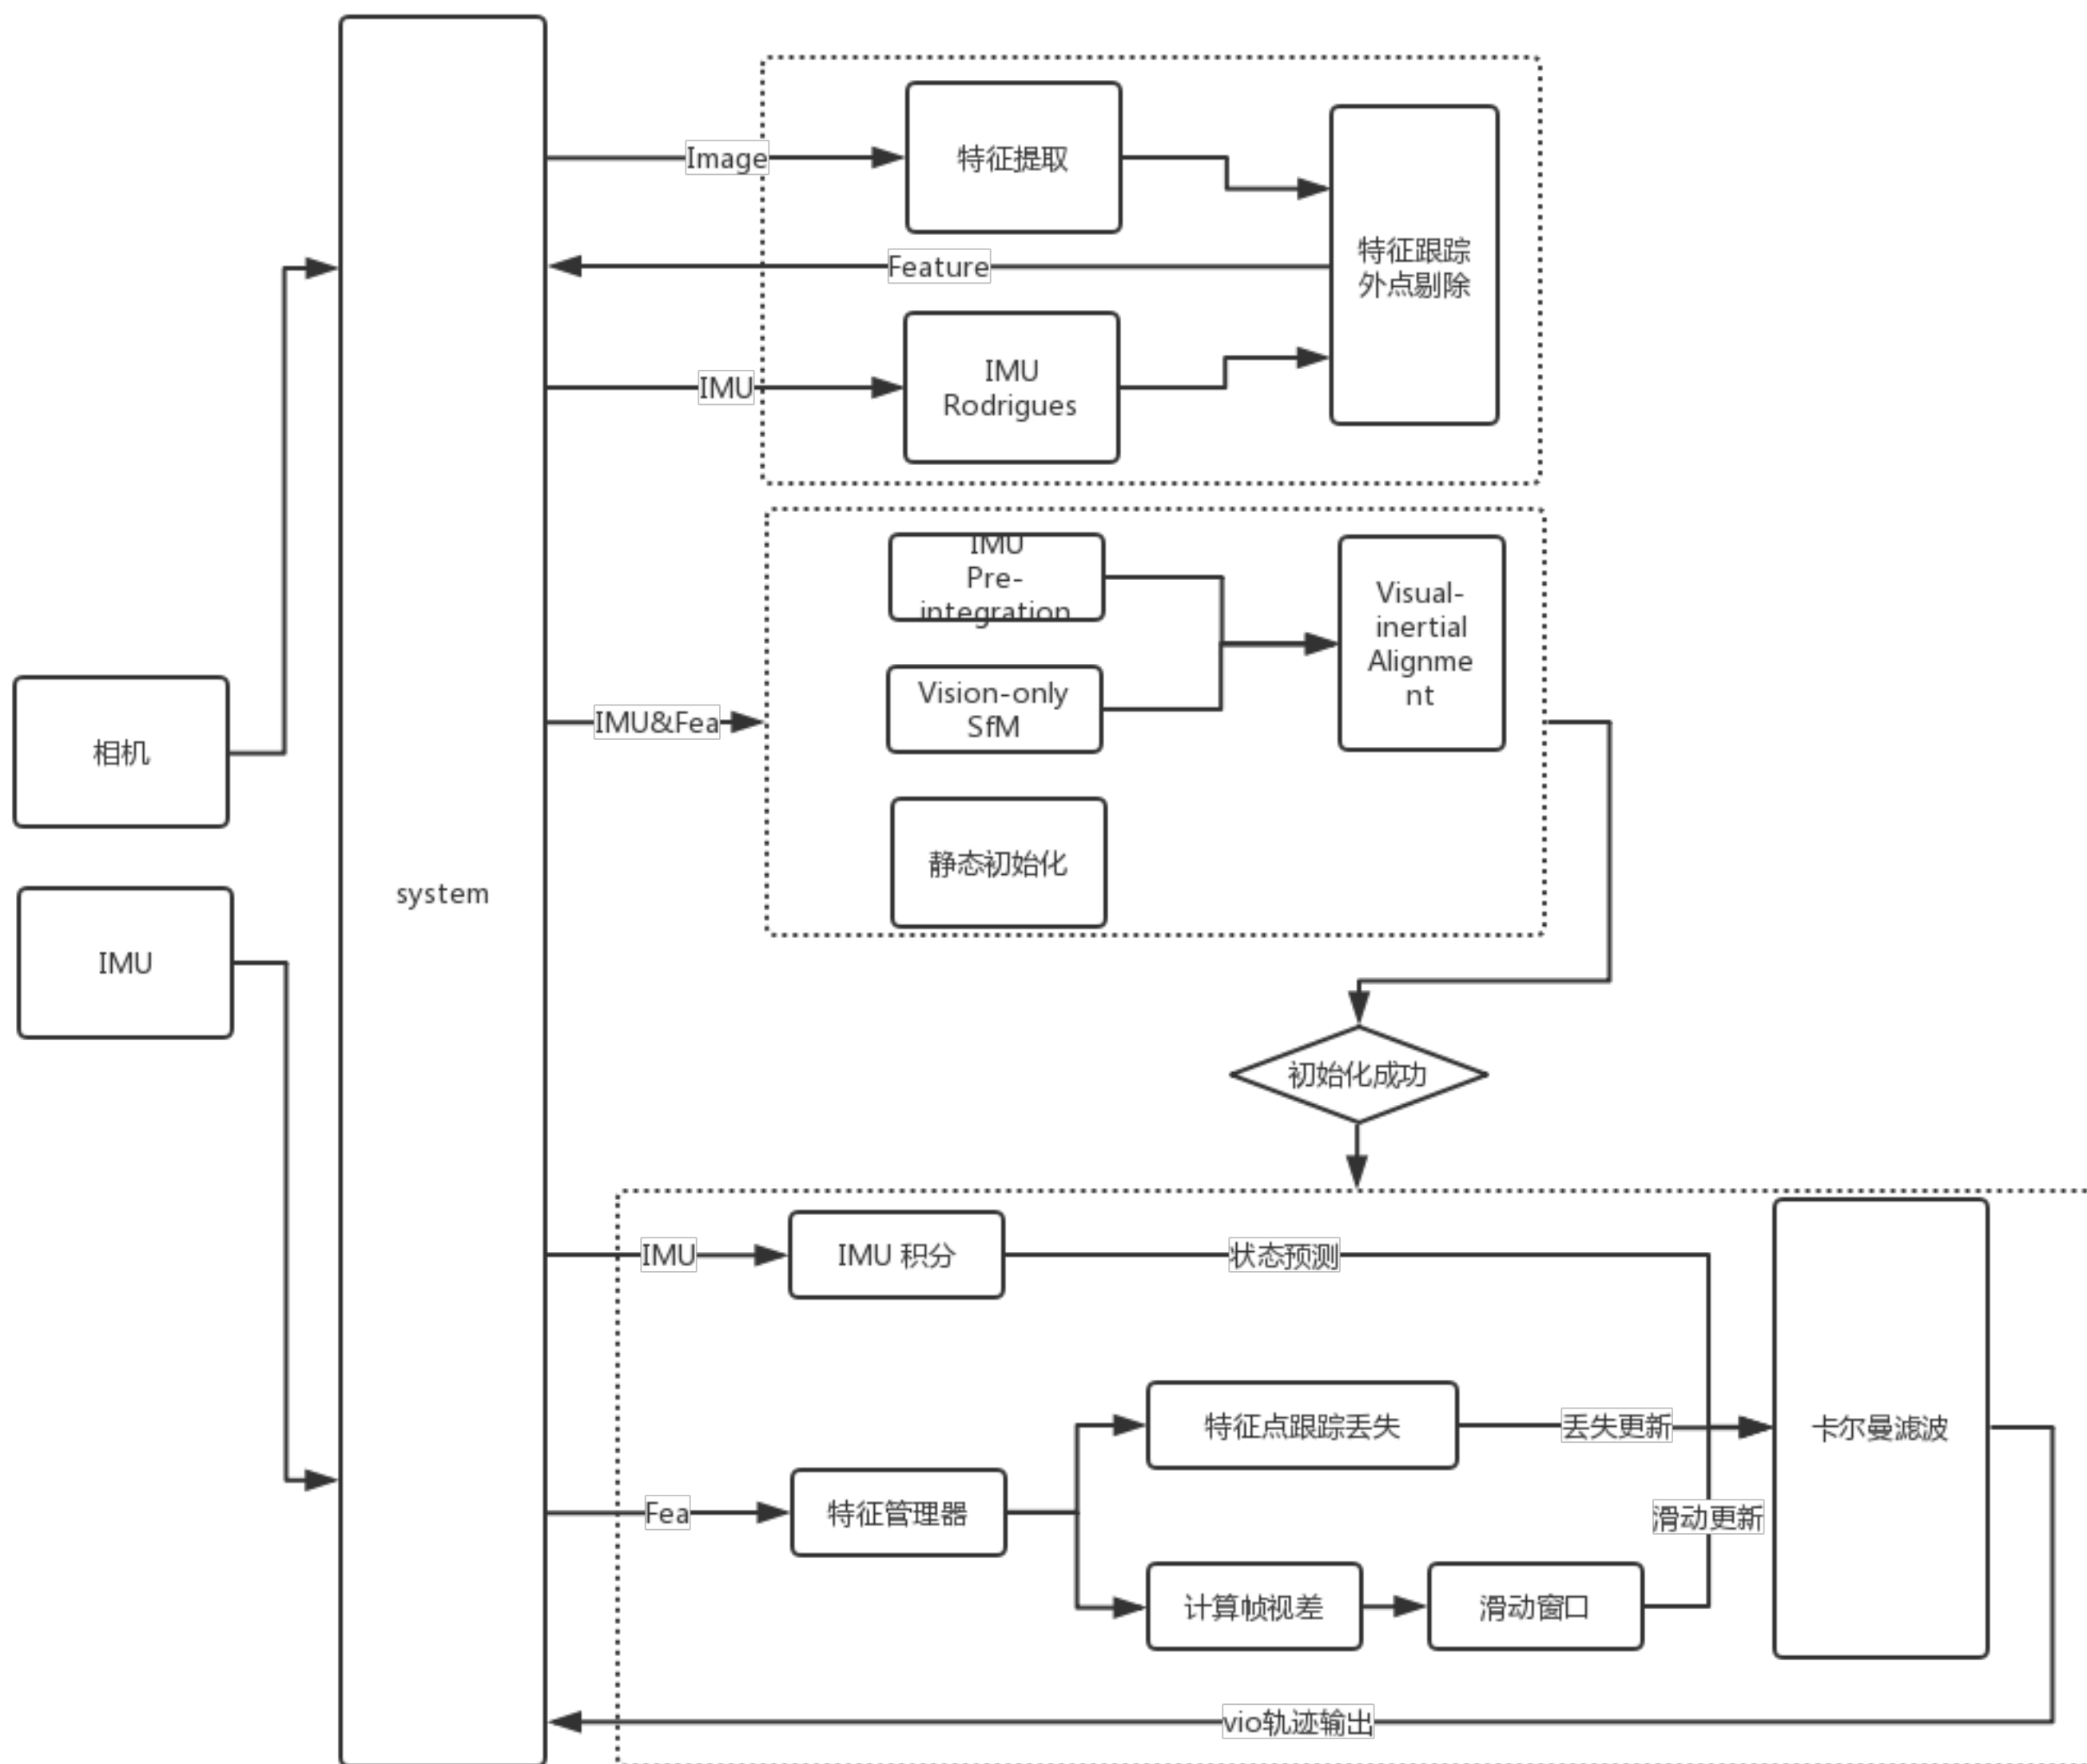 Image
特征提取
特征跟踪
外点剔除
Feature
IMU
IMU
Rodrigues
IMU
Pre-
integration
Visual-
inertial
Alignme
nt
Vision-only
SfM
IMU&Fea
相机
静态初始化
system
IMU
初始化成功
IMU
IMU 积分
状态预测
特征点跟踪丢失
丢失更新
卡尔曼滤波
Fea
特征管理器
滑动更新
计算帧视差
滑动窗口
vio轨迹输出